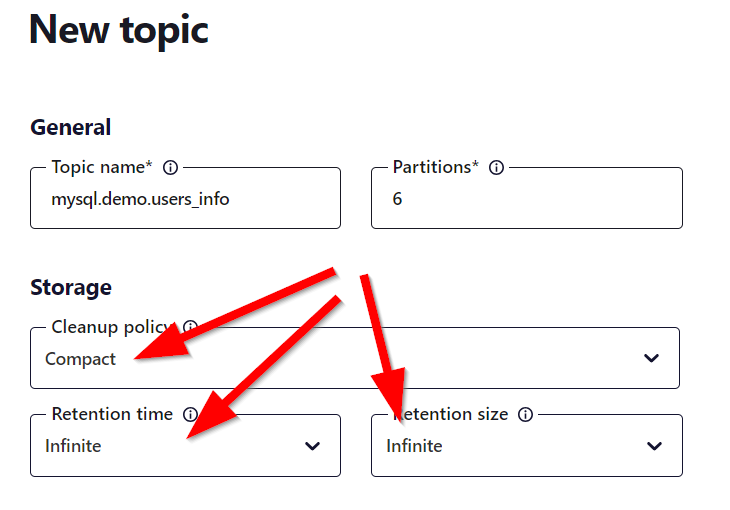 New topic
General
Topic name* Partitions*
mysql.demo.users_info 6
Storage
Cleanup policy
Compact
Retention time Retention size
Infinite Infinite